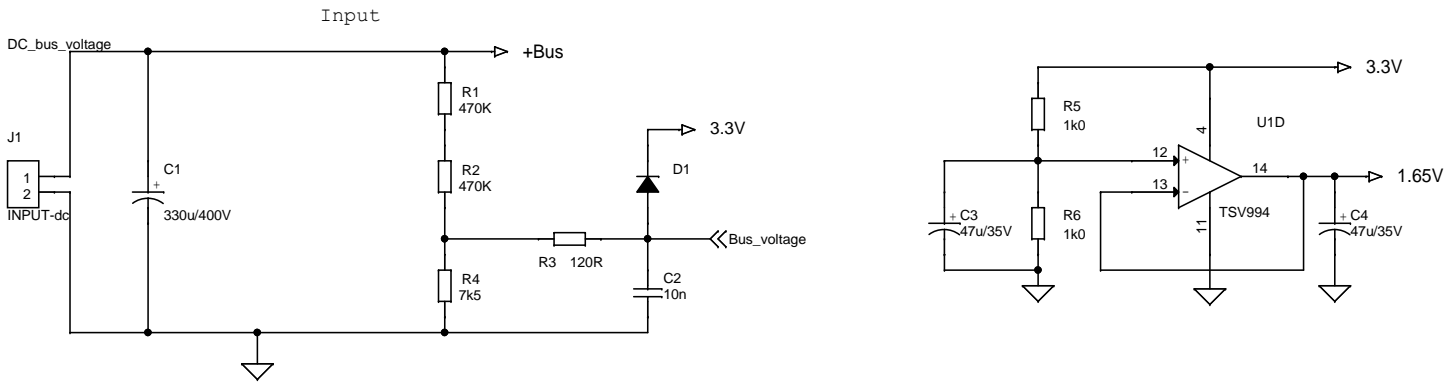 Input
DC_bus_voltage
+Bus
R1
470K
J1
1
2
INPUT-dc
C1
+
330u/400V
R2
470K
3.3V
D1
R3 120R
Bus_voltage
R4
7k5
C2
10n
3.3V
R5
1k0
4
U1D
12
+
13
−
14
1.65V
TSV994
11
+
C3
47u/35V
R6
1k0
+
C4
47u/35V